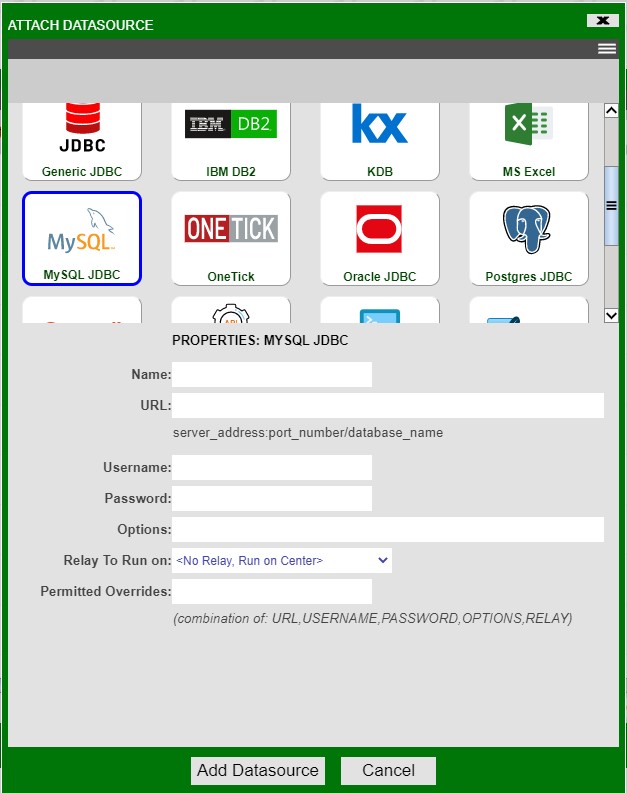 ATTACH DATASOURCE
JDBC
IBM DB2
kx
X
Generic JDBC
IBM DB2
KDB
MS Excel
MySQL
ONETICK
MySQL JDBC
OneTick
Oracle JDBC
Postgres JDBC
PROPERTIES: MYSQL JDBC
Name:
URL:
server_address:port_number/database_name
Username:
Password:
Options:
Relay To Run on: <No Relay, Run on Center>
Permitted Overrides:
(combination of: URL,USERNAME,PASSWORD,OPTIONS,RELAY)
Add Datasource
Cancel